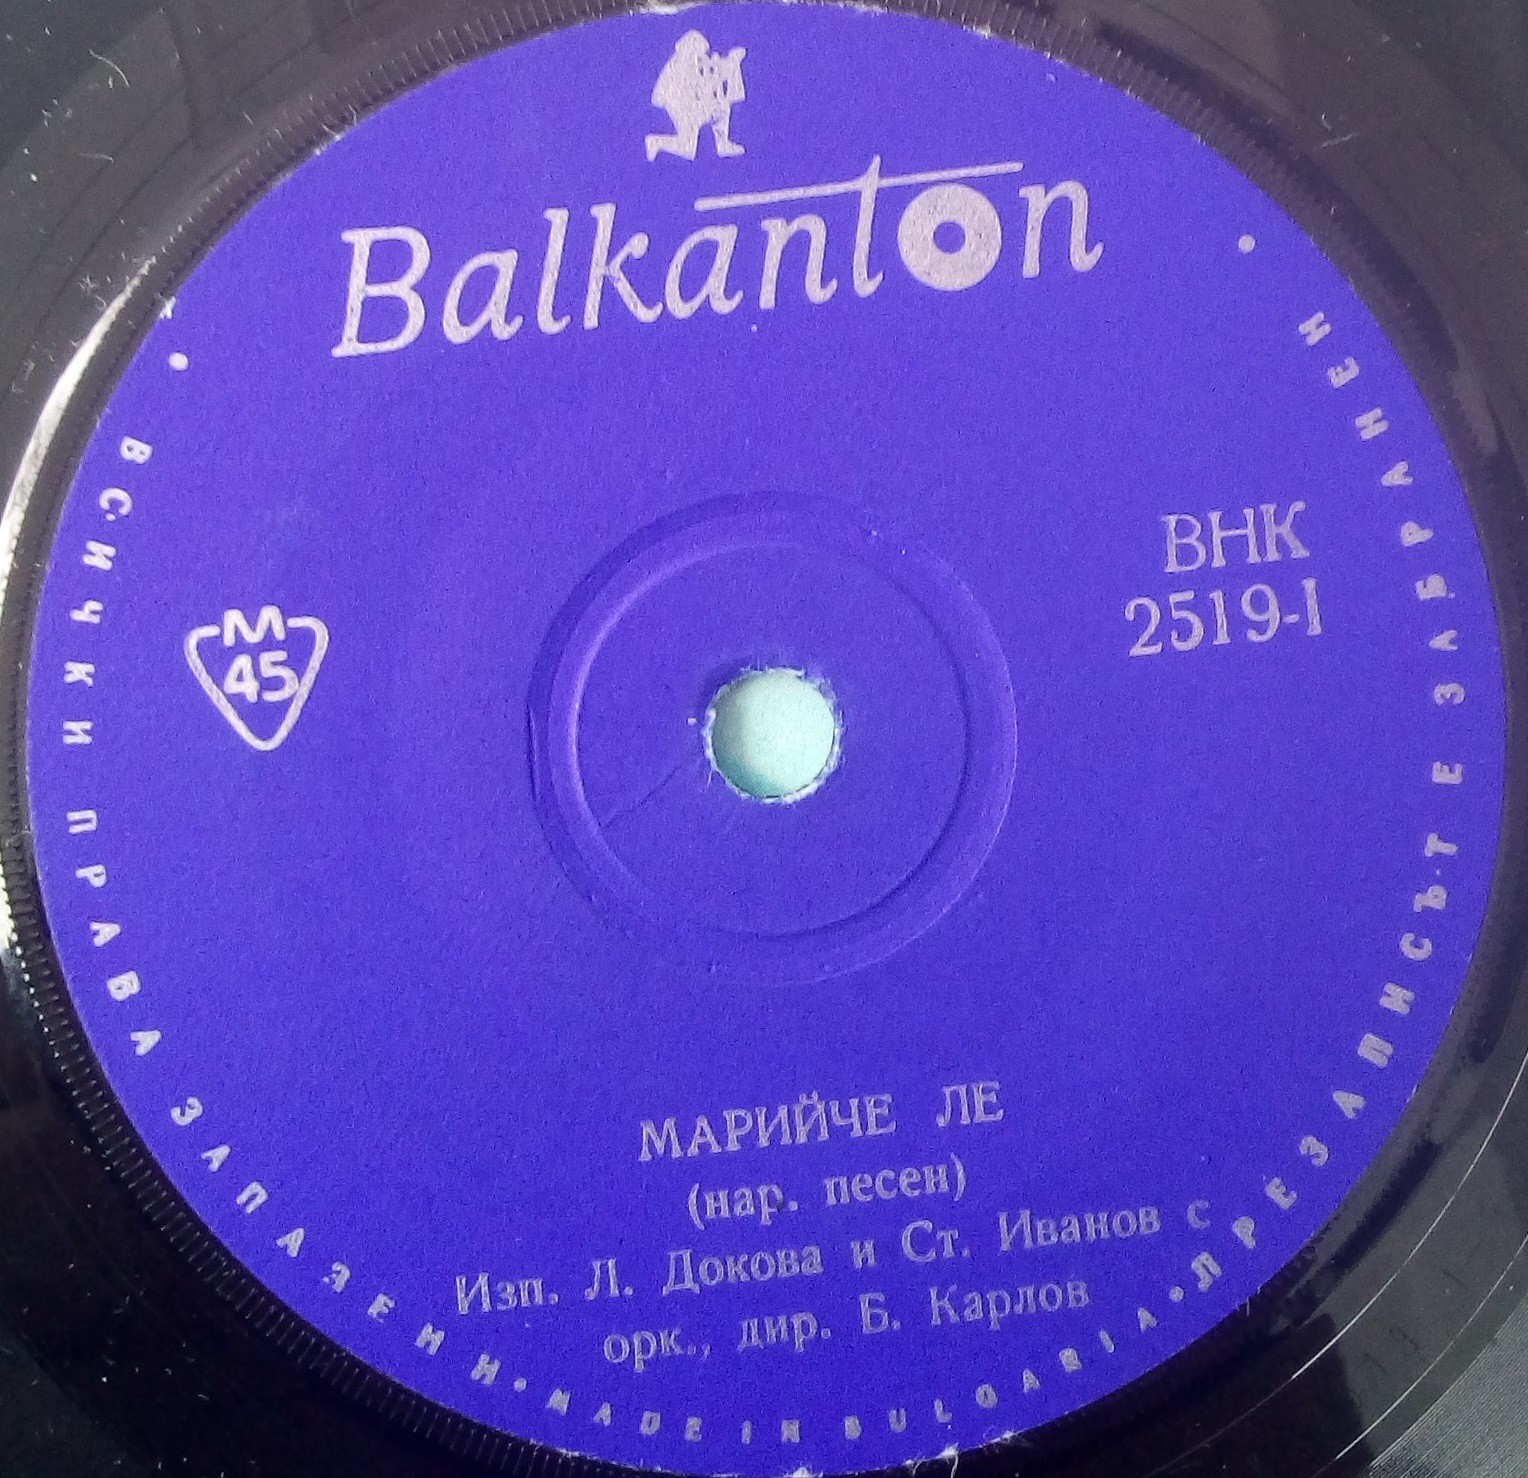 Balkanton
ВНК
2519-I
М
45
МАРИЙЧЕ ЛЕ
(нар. песен)
Изп. Л. Докова и Ст. Иванов с
орк., дир. Б. Карлов
• ВСИЧКИ ПРАВА ЗАПАЗЕНИ • MADE IN BULGARIA • ПРЕЗАПИСЪТ Е ЗАБРАНЕН •